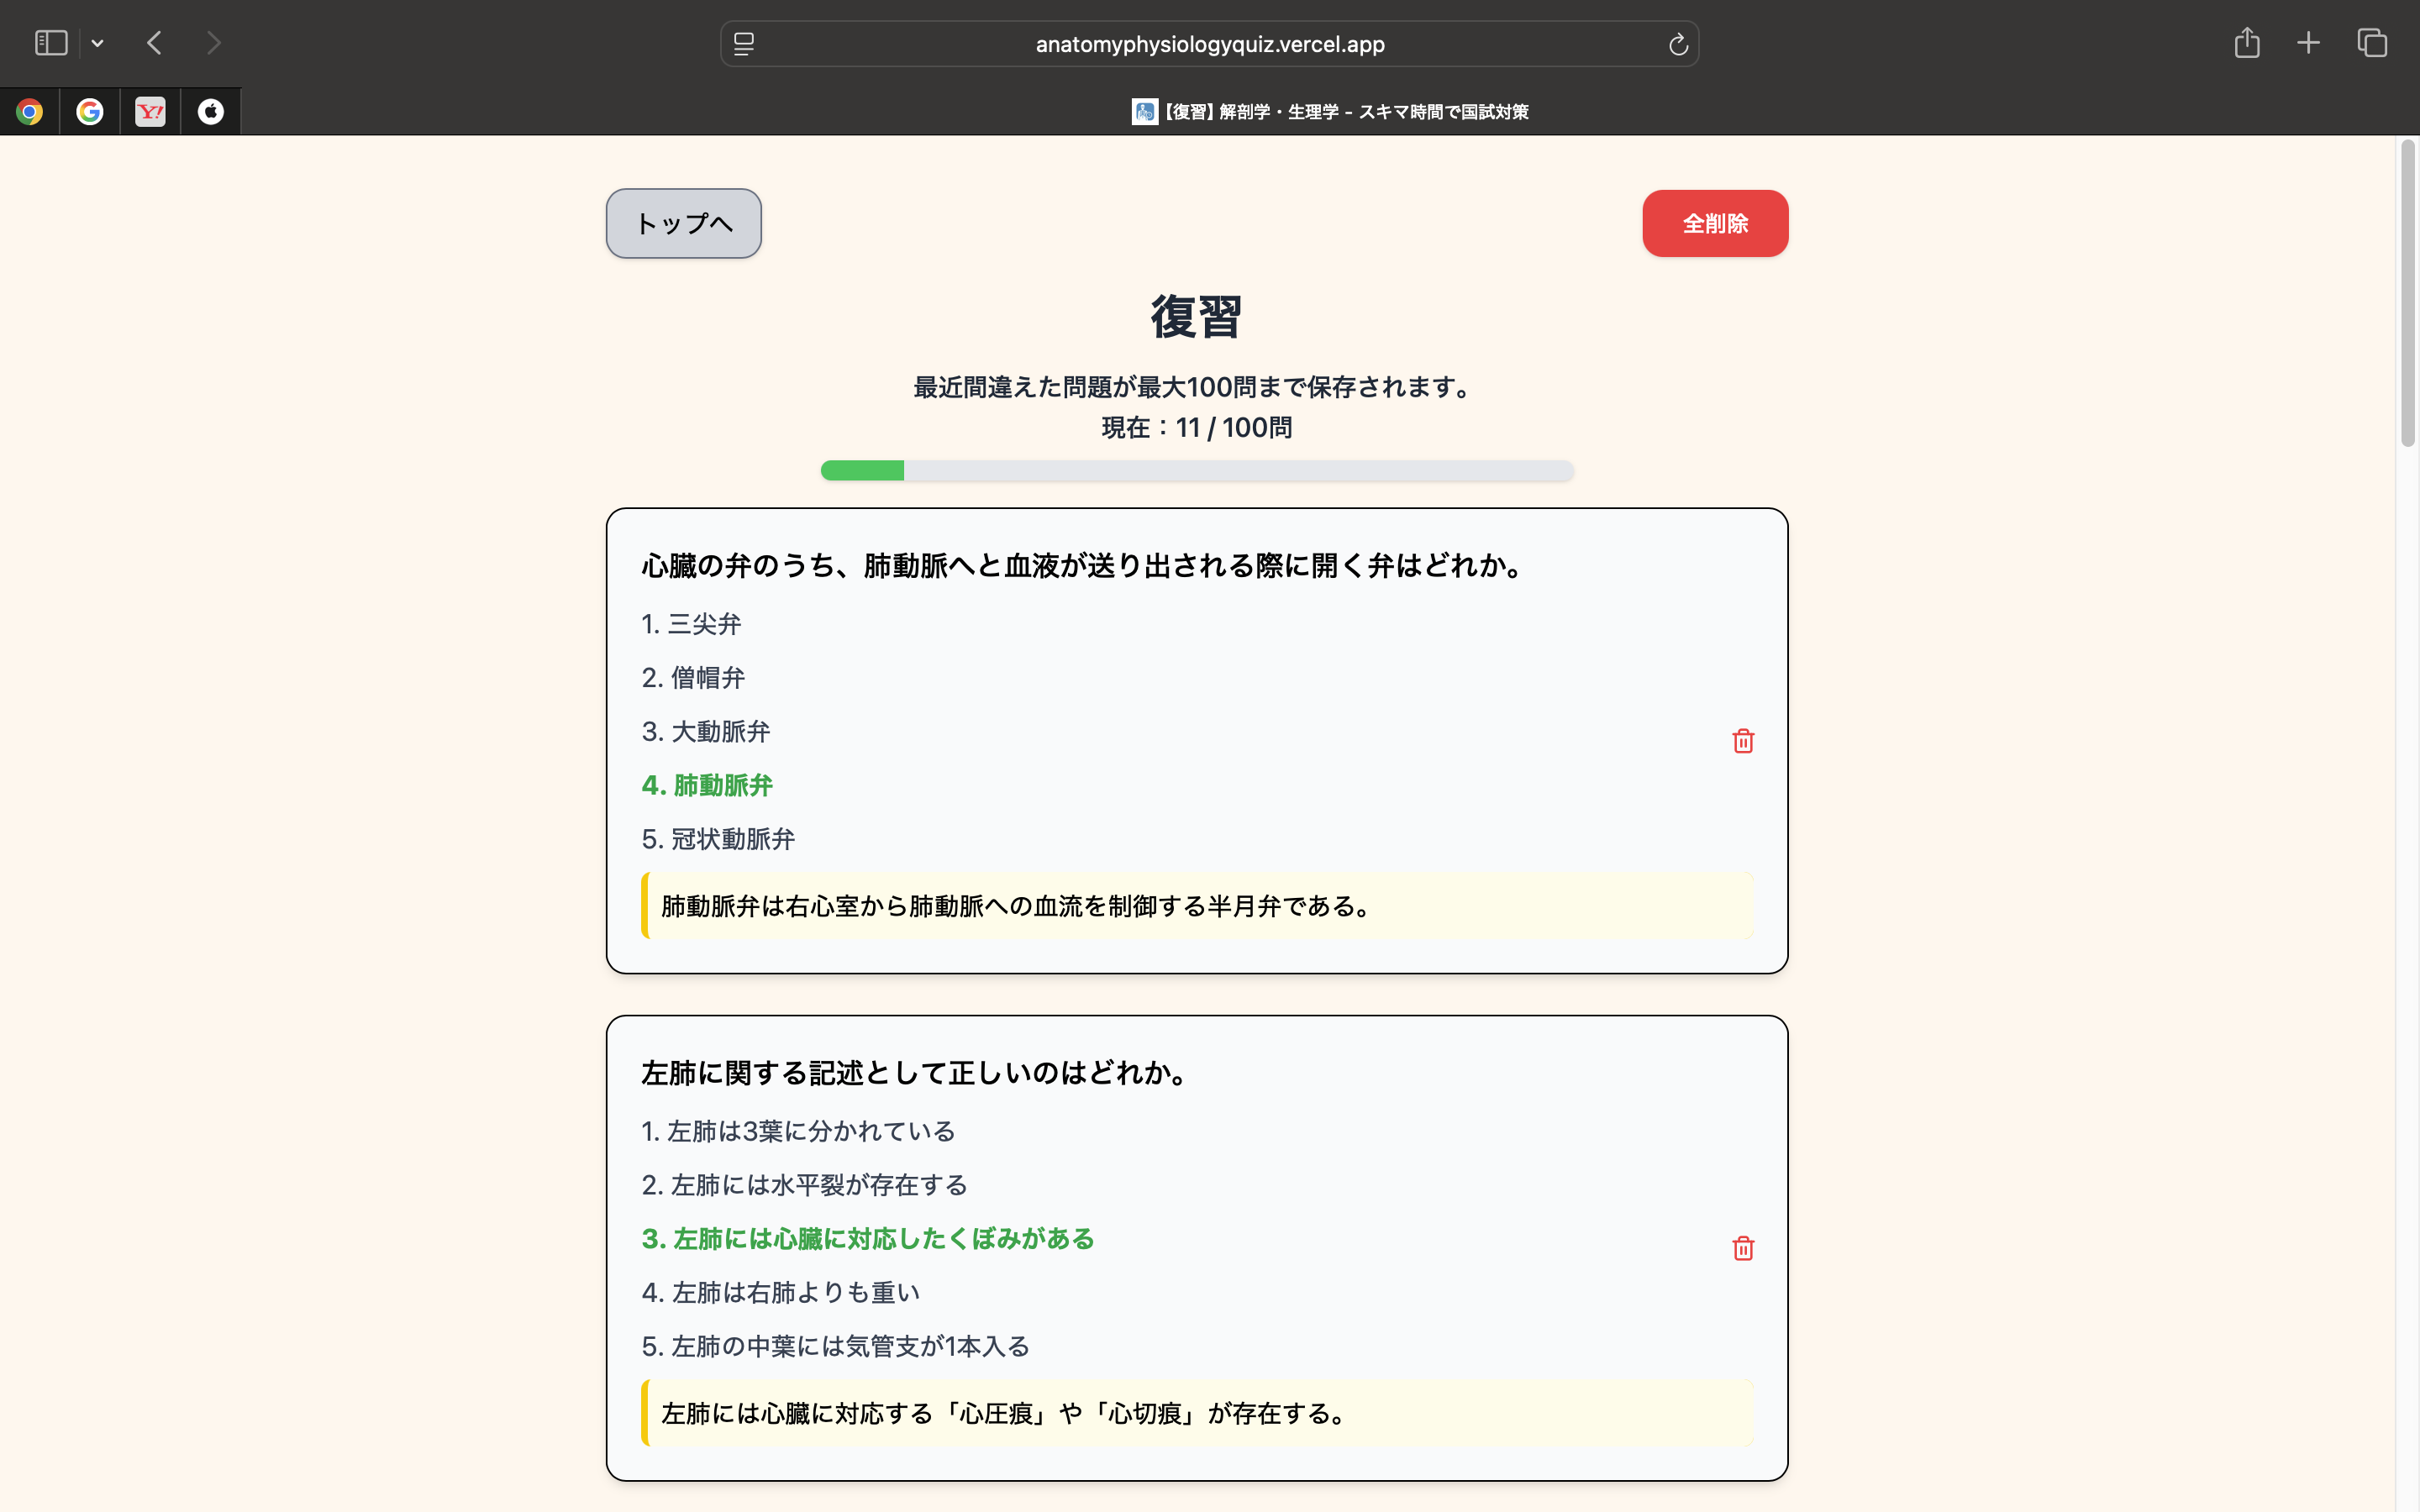 anatomyphysiologyquiz.vercel.app
【復習】解剖学・生理学 - スキマ時間で国試対策
トップへ
全削除
復習
最近間違えた問題が最大100問まで保存されます。
現在：11 / 100問
心臓の弁のうち、肺動脈へと血液が送り出される際に開く弁はどれか。
1. 三尖弁
2. 僧帽弁
3. 大動脈弁
4. 肺動脈弁
5. 冠状動脈弁
肺動脈弁は右心室から肺動脈への血流を制御する半月弁である。
左肺に関する記述として正しいのはどれか。
1. 左肺は3葉に分かれている
2. 左肺には水平裂が存在する
3. 左肺には心臓に対応したくぼみがある
4. 左肺は右肺よりも重い
5. 左肺の中葉には気管支が1本入る
左肺には心臓に対応する「心圧痕」や「心切痕」が存在する。